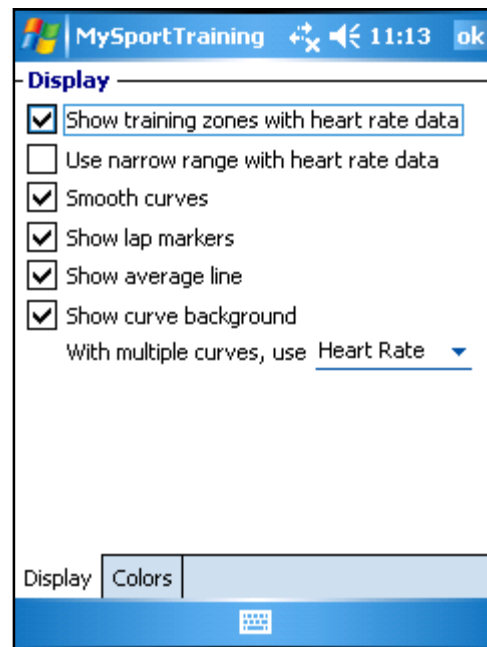 MySportTraining 11:13 ok
Display
Show training zones with heart rate data
Use narrow range with heart rate data
Smooth curves
Show lap markers
Show average line
Show curve background
With multiple curves, use Heart Rate
Display Colors